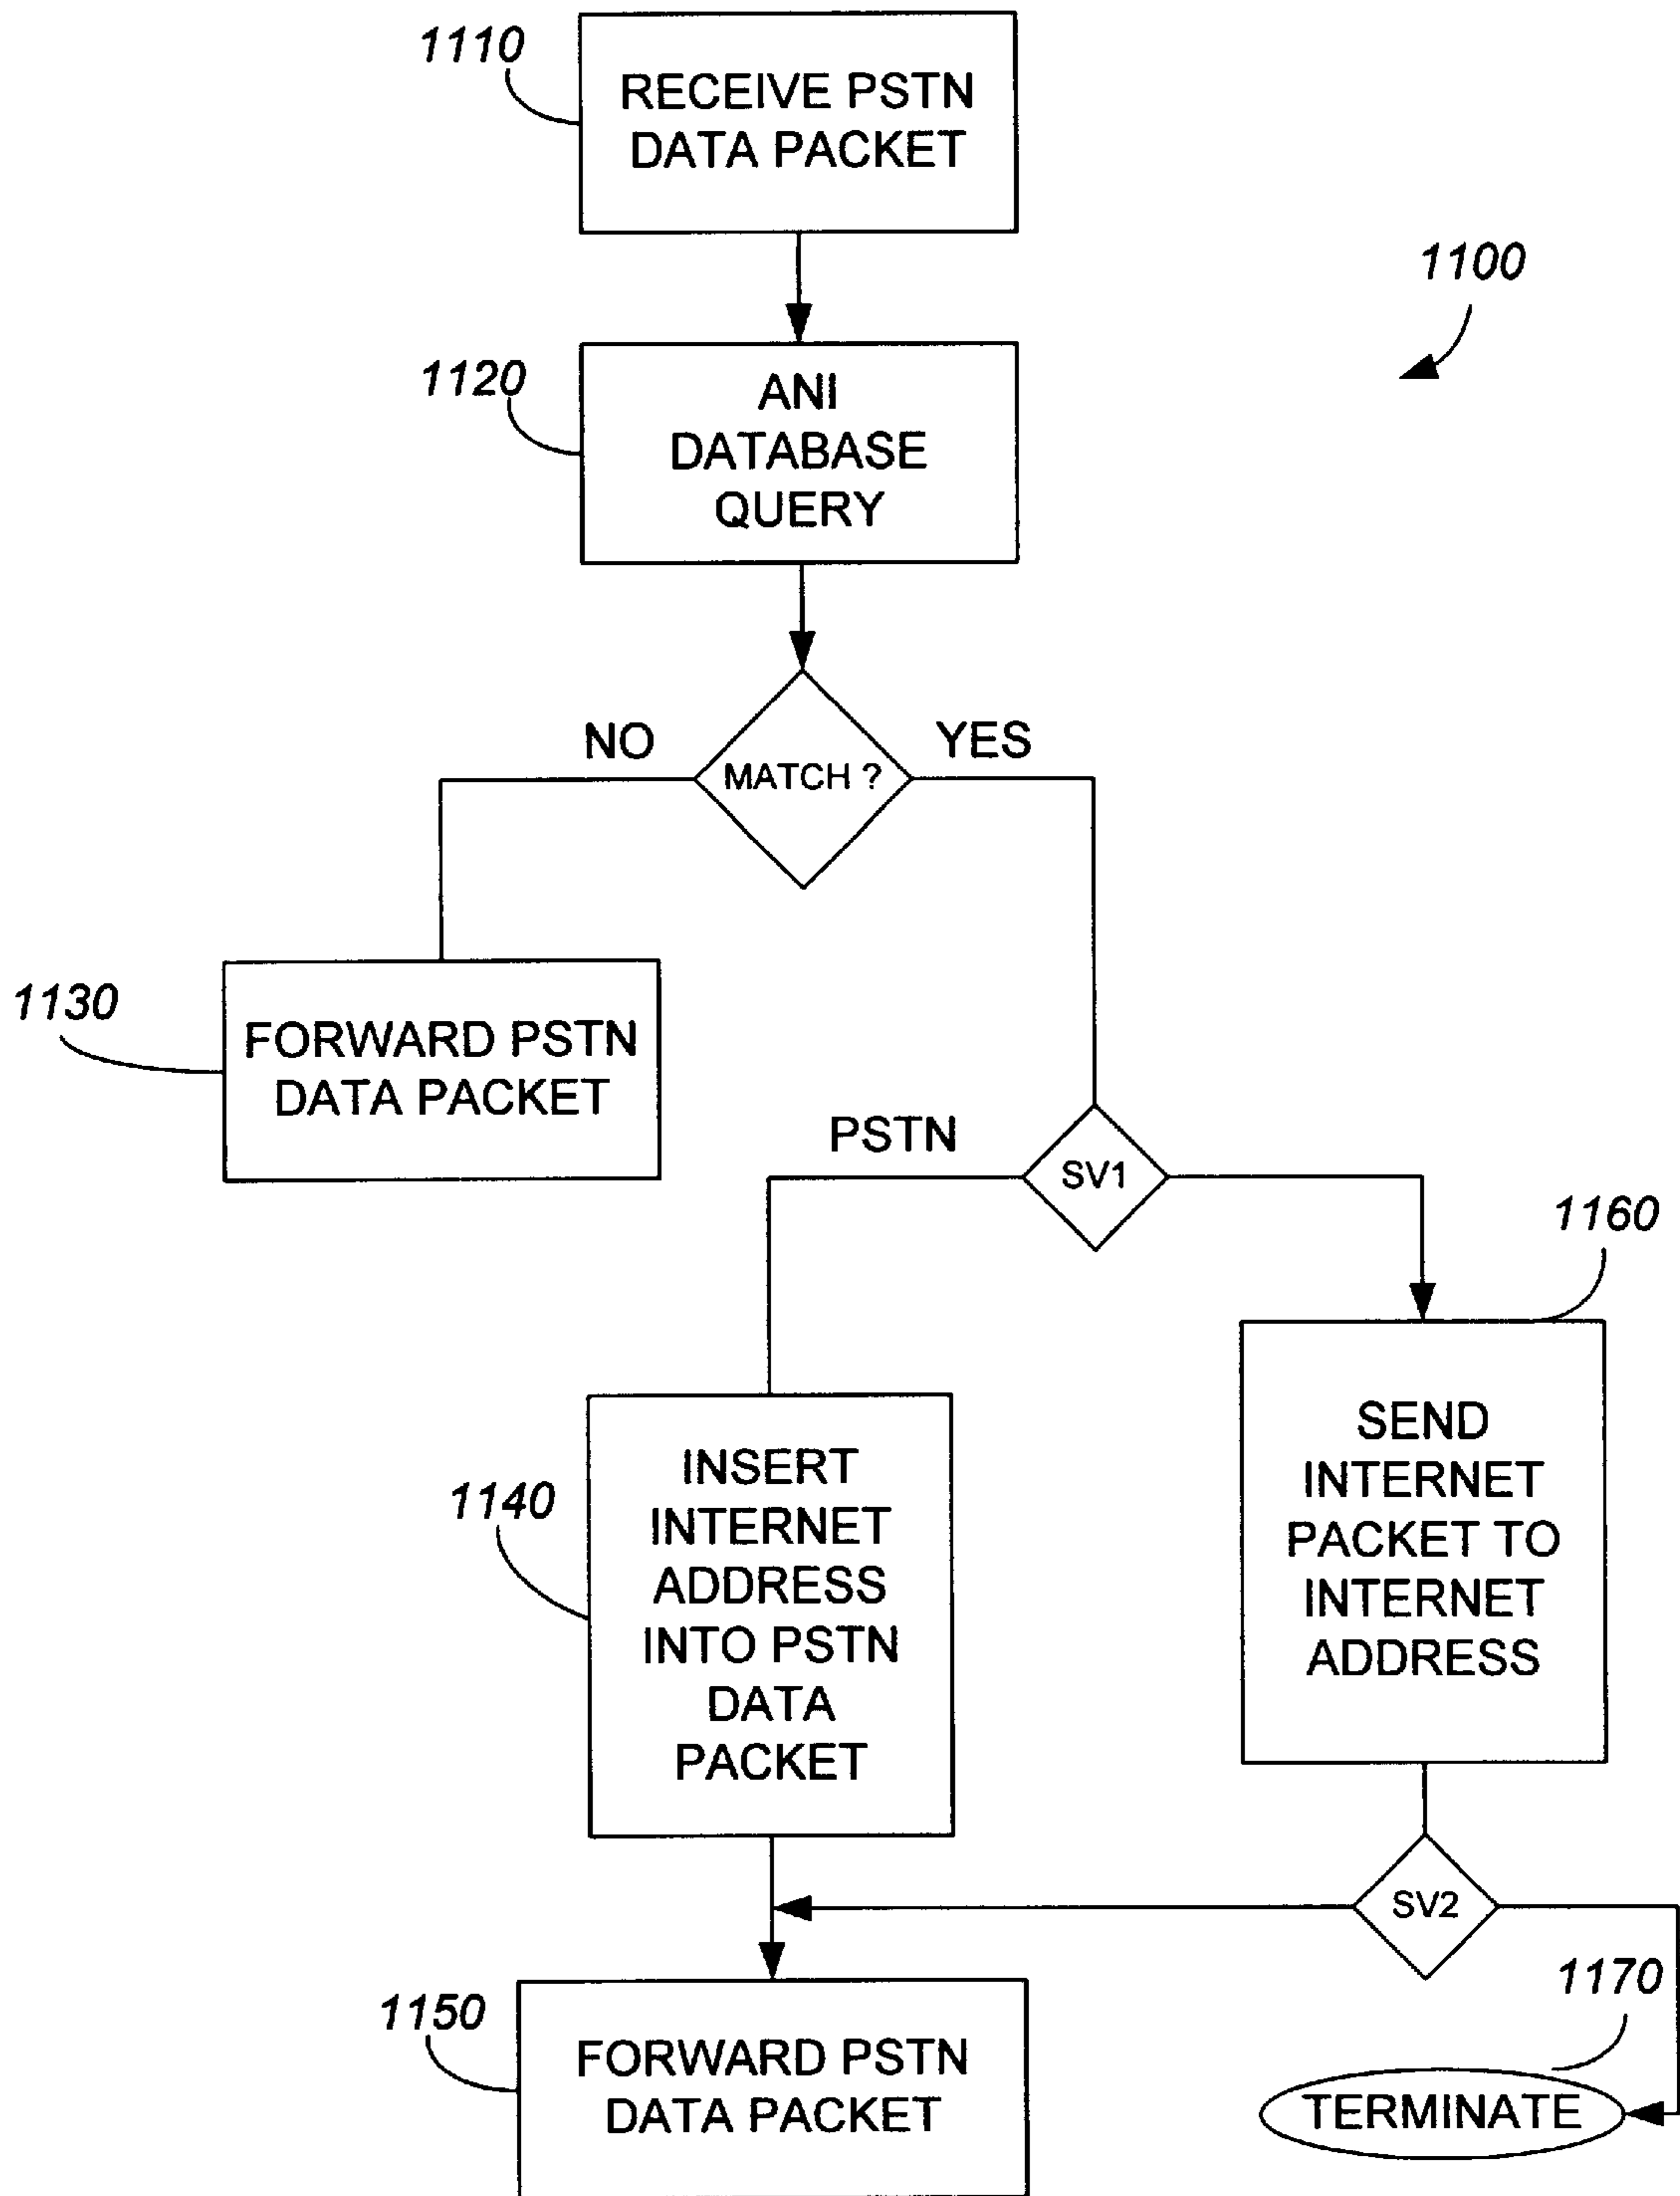 1110
RECEIVE PSTN
DATA PACKET
1100
1120
ANI
DATABASE
QUERY
NO
YES
MATCH ?
1130
FORWARD PSTN
DATA PACKET
PSTN
SV1
1160
SEND
INTERNET
PACKET TO
INTERNET
ADDRESS
1140
INSERT
INTERNET
ADDRESS
INTO PSTN
DATA
PACKET
SV2
1150
FORWARD PSTN
DATA PACKET
1170
TERMINATE